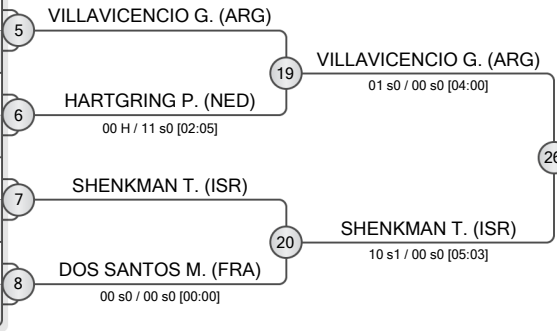 VILLAVICENCIO G. (ARG)
5
19
VILLAVICENCIO G. (ARG)
01 s0 / 00 s0 [04:00]
HARTGRING P. (NED)
6
00 H / 11 s0 [02:05]
26
SHENKMAN T. (ISR)
7
20
SHENKMAN T. (ISR)
10 s1 / 00 s0 [05:03]
DOS SANTOS M. (FRA)
8
00 s0 / 00 s0 [00:00]